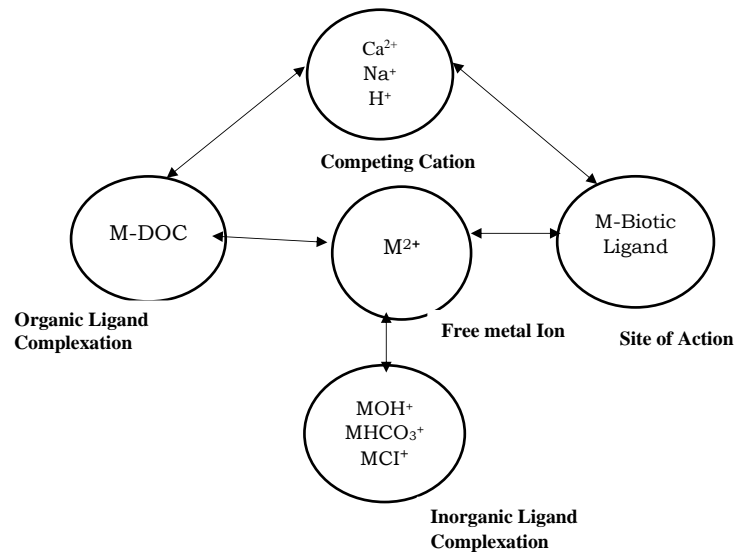 Ca²⁺
Na⁺
H⁺
Competing Cation
M-DOC
M²⁺
M-Biotic
Ligand
Organic Ligand
Complexation
Free metal Ion
Site of Action
MOH⁺
MHCO₃⁺
MCI⁺
Inorganic Ligand
Complexation